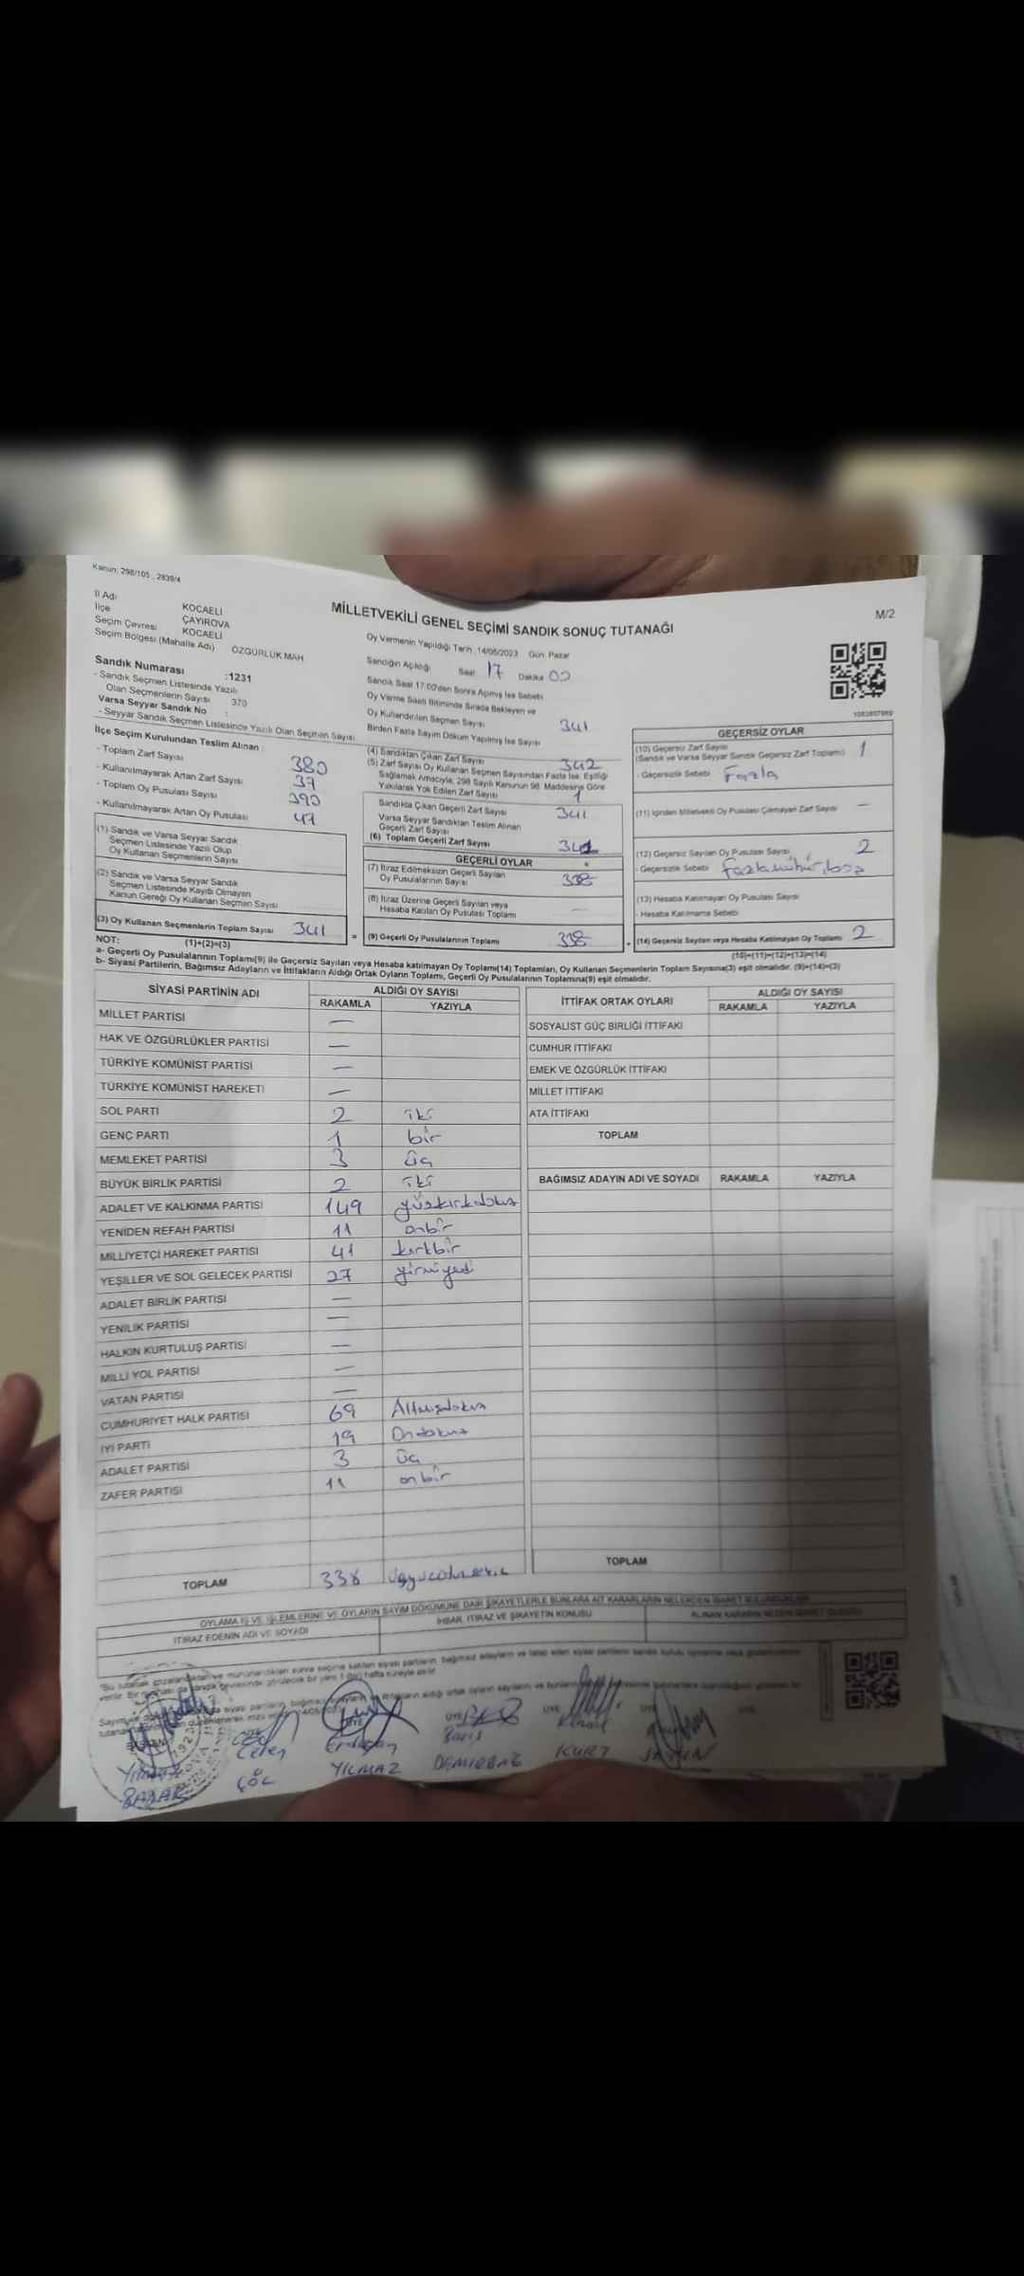 Kanun: 298/105 , 2839/4
M/2
MİLLETVEKİLİ GENEL SEÇİMİ SANDIK SONUÇ TUTANAĞI
İl Adı KOCAELİ
İlçe ÇAYIROVA
Seçim Çevresi KOCAELİ
Seçim Bölgesi (Mahalle Adı) ÖZGÜRLÜK MAH
Sandık Numarası :1231
- Sandık Seçmen Listesinde Yazılı
Olan Seçmenlerin Sayısı 370
Varsa Seyyar Sandık No :
- Seyyar Sandık Seçmen Listesinde Yazılı Olan Seçmen Sayısı
Oy Vermenin Yapıldığı Tarih :14/05/2023 Gün: Pazar
Sandığın Açıldığı Saat 17 Dakika 00
Sandık Saat 17:00'den Sonra Açılmış İse Sebebi
Oy Verme Saati Bitiminde Sırada Bekleyen ve
Oy Kullandırılan Seçmen Sayısı 341
Birden Fazla Sayım Döküm Yapılmış İse Sayısı
İlçe Seçim Kurulundan Teslim Alınan :
- Toplam Zarf Sayısı 380
- Kullanılmayarak Artan Zarf Sayısı 37
- Toplam Oy Pusulası Sayısı 390
- Kullanılmayarak Artan Oy Pusulası 47
(1) Sandık ve Varsa Seyyar Sandık
Seçmen Listesinde Yazılı Olup
Oy Kullanan Seçmenlerin Sayısı
(2) Sandık ve Varsa Seyyar Sandık
Seçmen Listesinde Kayıtlı Olmayan
Kanun Gereği Oy Kullanan Seçmen Sayısı
(3) Oy Kullanan Seçmenlerin Toplam Sayısı 341
(1)+(2)=(3)
(4) Sandıktan Çıkan Zarf Sayısı 342
(5) Zarf Sayısı Oy Kullanan Seçmen Sayısından Fazla İse, Eşitliği
Sağlamak Amacıyla, 298 Sayılı Kanunun 98. Maddesine Göre
Yakılarak Yok Edilen Zarf Sayısı 1
Sandıkta Çıkan Geçerli Zarf Sayısı 341
Varsa Seyyar Sandıktan Teslim Alınan
Geçerli Zarf Sayısı
(6) Toplam Geçerli Zarf Sayısı 341
GEÇERLİ OYLAR
(7) İtiraz Edilmeksizin Geçerli Sayılan
Oy Pusulalarının Sayısı 338
(8) İtiraz Üzerine Geçerli Sayılan veya
Hesaba Katılan Oy Pusulası Toplamı —
(9) Geçerli Oy Pusulalarının Toplamı 338
GEÇERSİZ OYLAR
(10) Geçersiz Zarf Sayısı 1
(Sandık ve Varsa Seyyar Sandık Geçersiz Zarf Toplamı)
- Geçersizlik Sebebi Fazla
(11) İçinden Milletvekili Oy Pusulası Çıkmayan Zarf Sayısı —
(12) Geçersiz Sayılan Oy Pusulası Sayısı 2
- Geçersizlik Sebebi
(13) Hesaba Katılmayan Oy Pusulası Sayısı
- Hesaba Katılmama Sebebi
(14) Geçersiz Sayılan veya Hesaba Katılmayan Oy Toplamı 2
(10)+(11)+(12)+(13)=(14)
NOT:
a- Geçerli Oy Pusulalarının Toplamı(9) ile Geçersiz Sayılan veya Hesaba katılmayan Oy Toplamı(14) Toplamları, Oy Kullanan Seçmenlerin Toplam Sayısına(3) eşit olmalıdır. (9)+(14)=(3)
b- Siyasi Partilerin, Bağımsız Adayların ve İttifakların Aldığı Ortak Oyların Toplamı, Geçerli Oy Pusulalarının Toplamına(9) eşit olmalıdır.
SİYASİ PARTİNİN ADI ALDIĞI OY SAYISI
RAKAMLA YAZIYLA
MİLLET PARTİSİ —
HAK VE ÖZGÜRLÜKLER PARTİSİ —
TÜRKİYE KOMÜNİST PARTİSİ —
TÜRKİYE KOMÜNİST HAREKETİ —
SOL PARTİ 2 iki
GENÇ PARTİ 1 bir
MEMLEKET PARTİSİ 3 üç
BÜYÜK BİRLİK PARTİSİ 2 iki
ADALET VE KALKINMA PARTİSİ 149 yüzkırkdokuz
YENİDEN REFAH PARTİSİ 11 onbir
MİLLİYETÇİ HAREKET PARTİSİ 41 kırkbir
YEŞİLLER VE SOL GELECEK PARTİSİ 27 yirmiyedi
ADALET BİRLİK PARTİSİ —
YENİLİK PARTİSİ —
HALKIN KURTULUŞ PARTİSİ —
MİLLİ YOL PARTİSİ —
VATAN PARTİSİ —
CUMHURİYET HALK PARTİSİ 69 Altmışdokuz
İYİ PARTİ 19 Ondokuz
ADALET PARTİSİ 3 üç
ZAFER PARTİSİ 11 onbir
TOPLAM 338 üçyüzotuzsekiz
İTTİFAK ORTAK OYLARI ALDIĞI OY SAYISI
RAKAMLA YAZIYLA
SOSYALİST GÜÇ BİRLİĞİ İTTİFAKI
CUMHUR İTTİFAKI
EMEK VE ÖZGÜRLÜK İTTİFAKI
MİLLET İTTİFAKI
ATA İTTİFAKI
TOPLAM
BAĞIMSIZ ADAYIN ADI VE SOYADI RAKAMLA YAZIYLA
TOPLAM
OYLAMA İŞ VE İŞLEMLERİNE VE OYLARIN SAYIM DÖKÜMÜNE DAİR ŞİKAYETLERLE BUNLARA AİT KARARLARIN NELERDEN İBARET BULUNDUKLARI
İTİRAZ EDENİN ADI VE SOYADI
İHBAR, İTİRAZ VE ŞİKAYETİN KONUSU
ÜYE
Ceren ÇÖL
Erdoğan YILMAZ
Barış DEMİRBAĞ
KURT